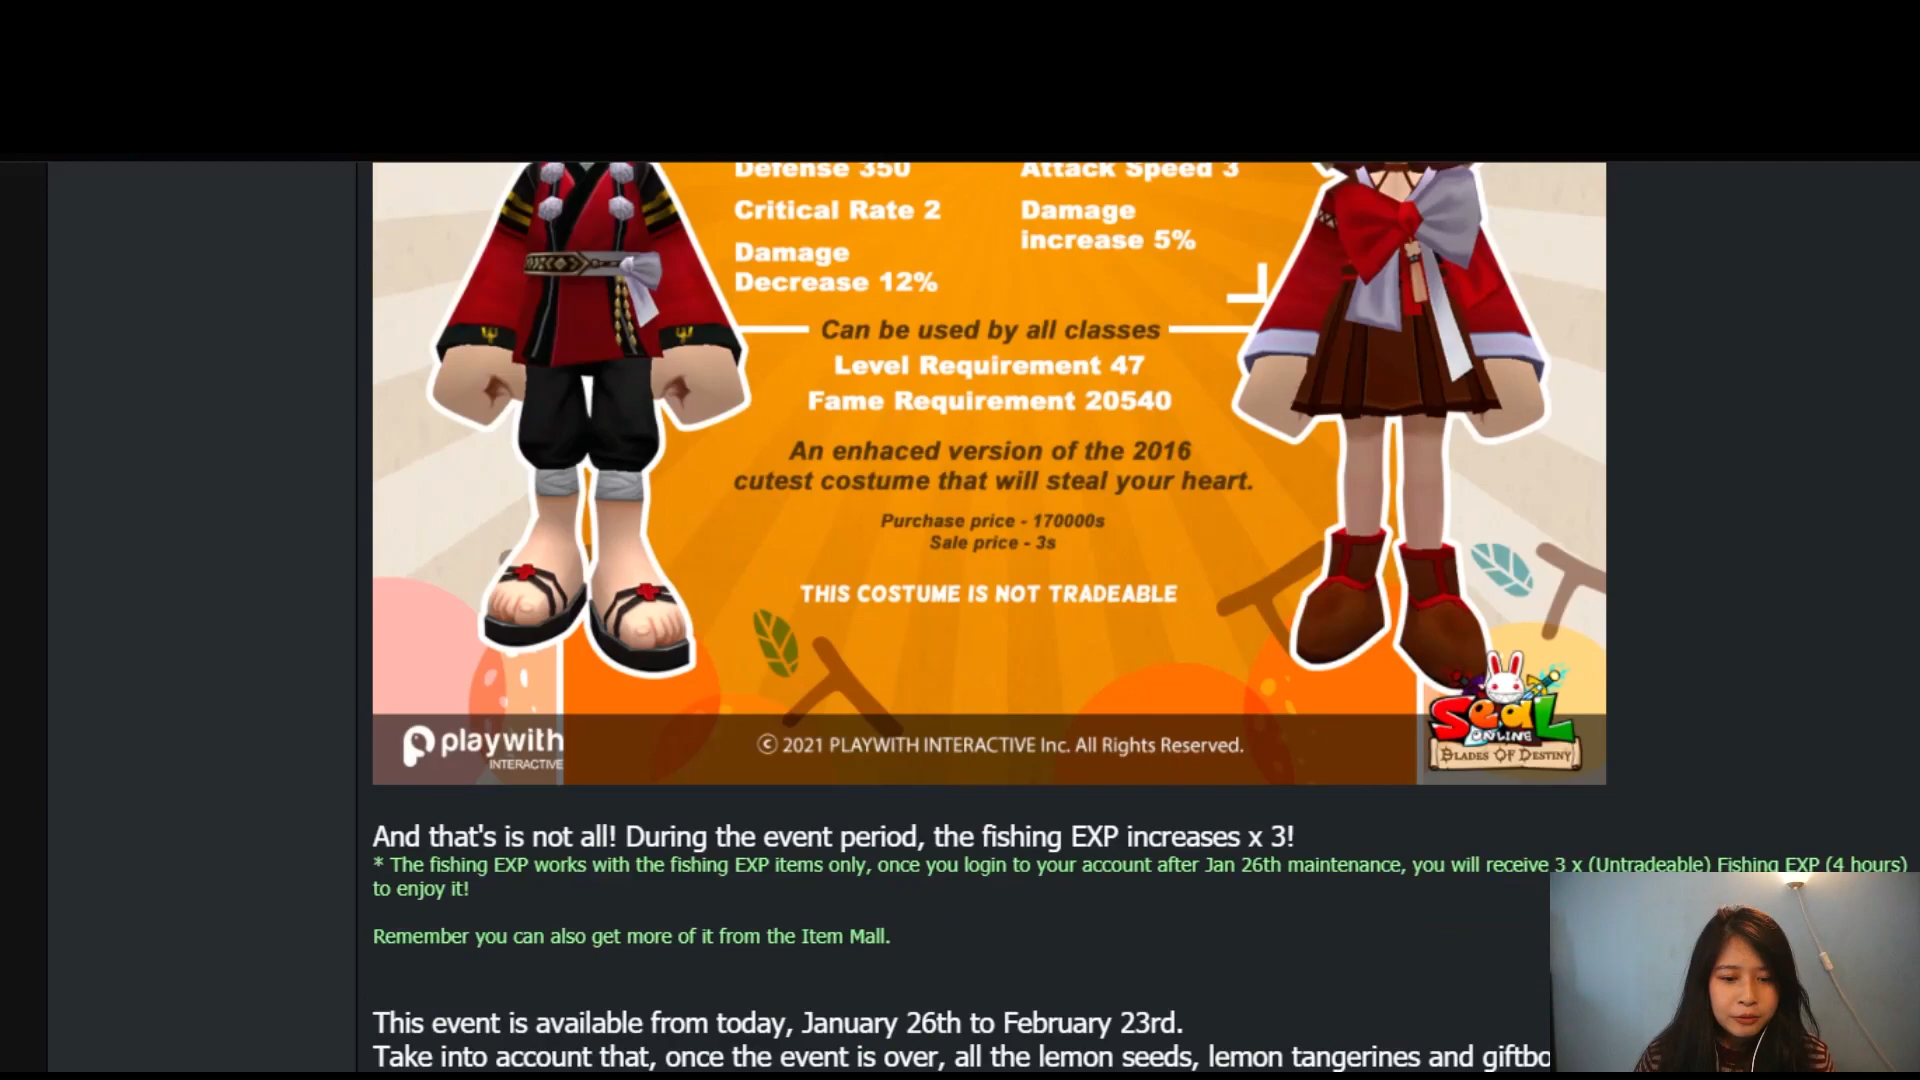 Defense 350
Attack Speed 3
Critical Rate 2
Damage
increase 5%
Damage
Decrease 12%
Can be used by all classes
Level Requirement 47
Fame Requirement 20540
An enhaced version of the 2016
cutest costume that will steal your heart.
Purchase price - 170000s
Sale price - 3s
THIS COSTUME IS NOT TRADEABLE
playwith
INTERACTIVE
© 2021 PLAYWITH INTERACTIVE Inc. All Rights Reserved.
SeaL
ONLINE
BLADES OF DESTINY
And that's is not all! During the event period, the fishing EXP increases x 3!
* The fishing EXP works with the fishing EXP items only, once you login to your account after Jan 26th maintenance, you will receive 3 x (Untradeable) Fishing EXP (4 hours)
to enjoy it!
Remember you can also get more of it from the Item Mall.
This event is available from today, January 26th to February 23rd.
Take into account that, once the event is over, all the lemon seeds, lemon tangerines and giftbo